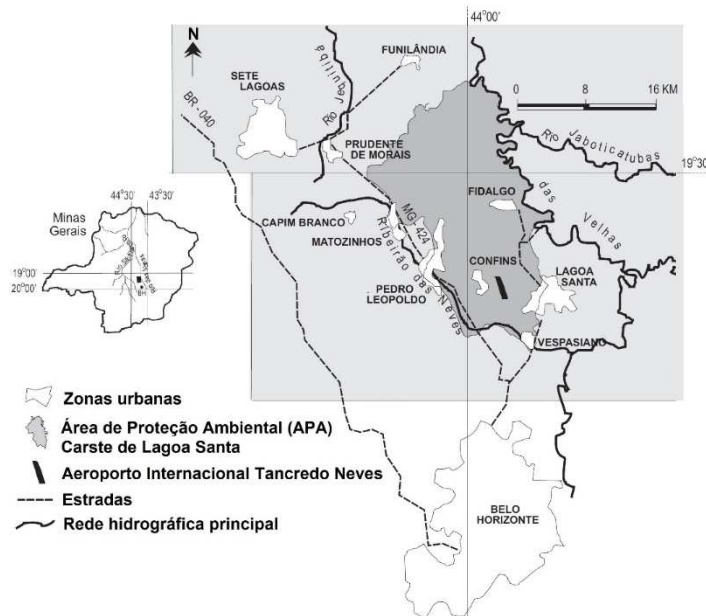 44°00'
N
FUNILÂNDIA
SETE
LAGOAS
Rio Jequitiba
BR-040
0 8 16 KM
PRUDENTE
DE MORAIS
Rio Jaboticatubas
19°30'
44°30' 43°30'
Minas
Gerais
FIDALGO
das Velhas
CAPIM BRANCO
MG-424
MATOZINHOS
Ribeirão das Neves
CONFINS
LAGOA
SANTA
19°00'
20°00'
PEDRO
LEOPOLDO
VESPASIANO
Zonas urbanas
Área de Proteção Ambiental (APA)
Carste de Lagoa Santa
Aeroporto Internacional Tancredo Neves
Estradas
Rede hidrográfica principal
BELO
HORIZONTE